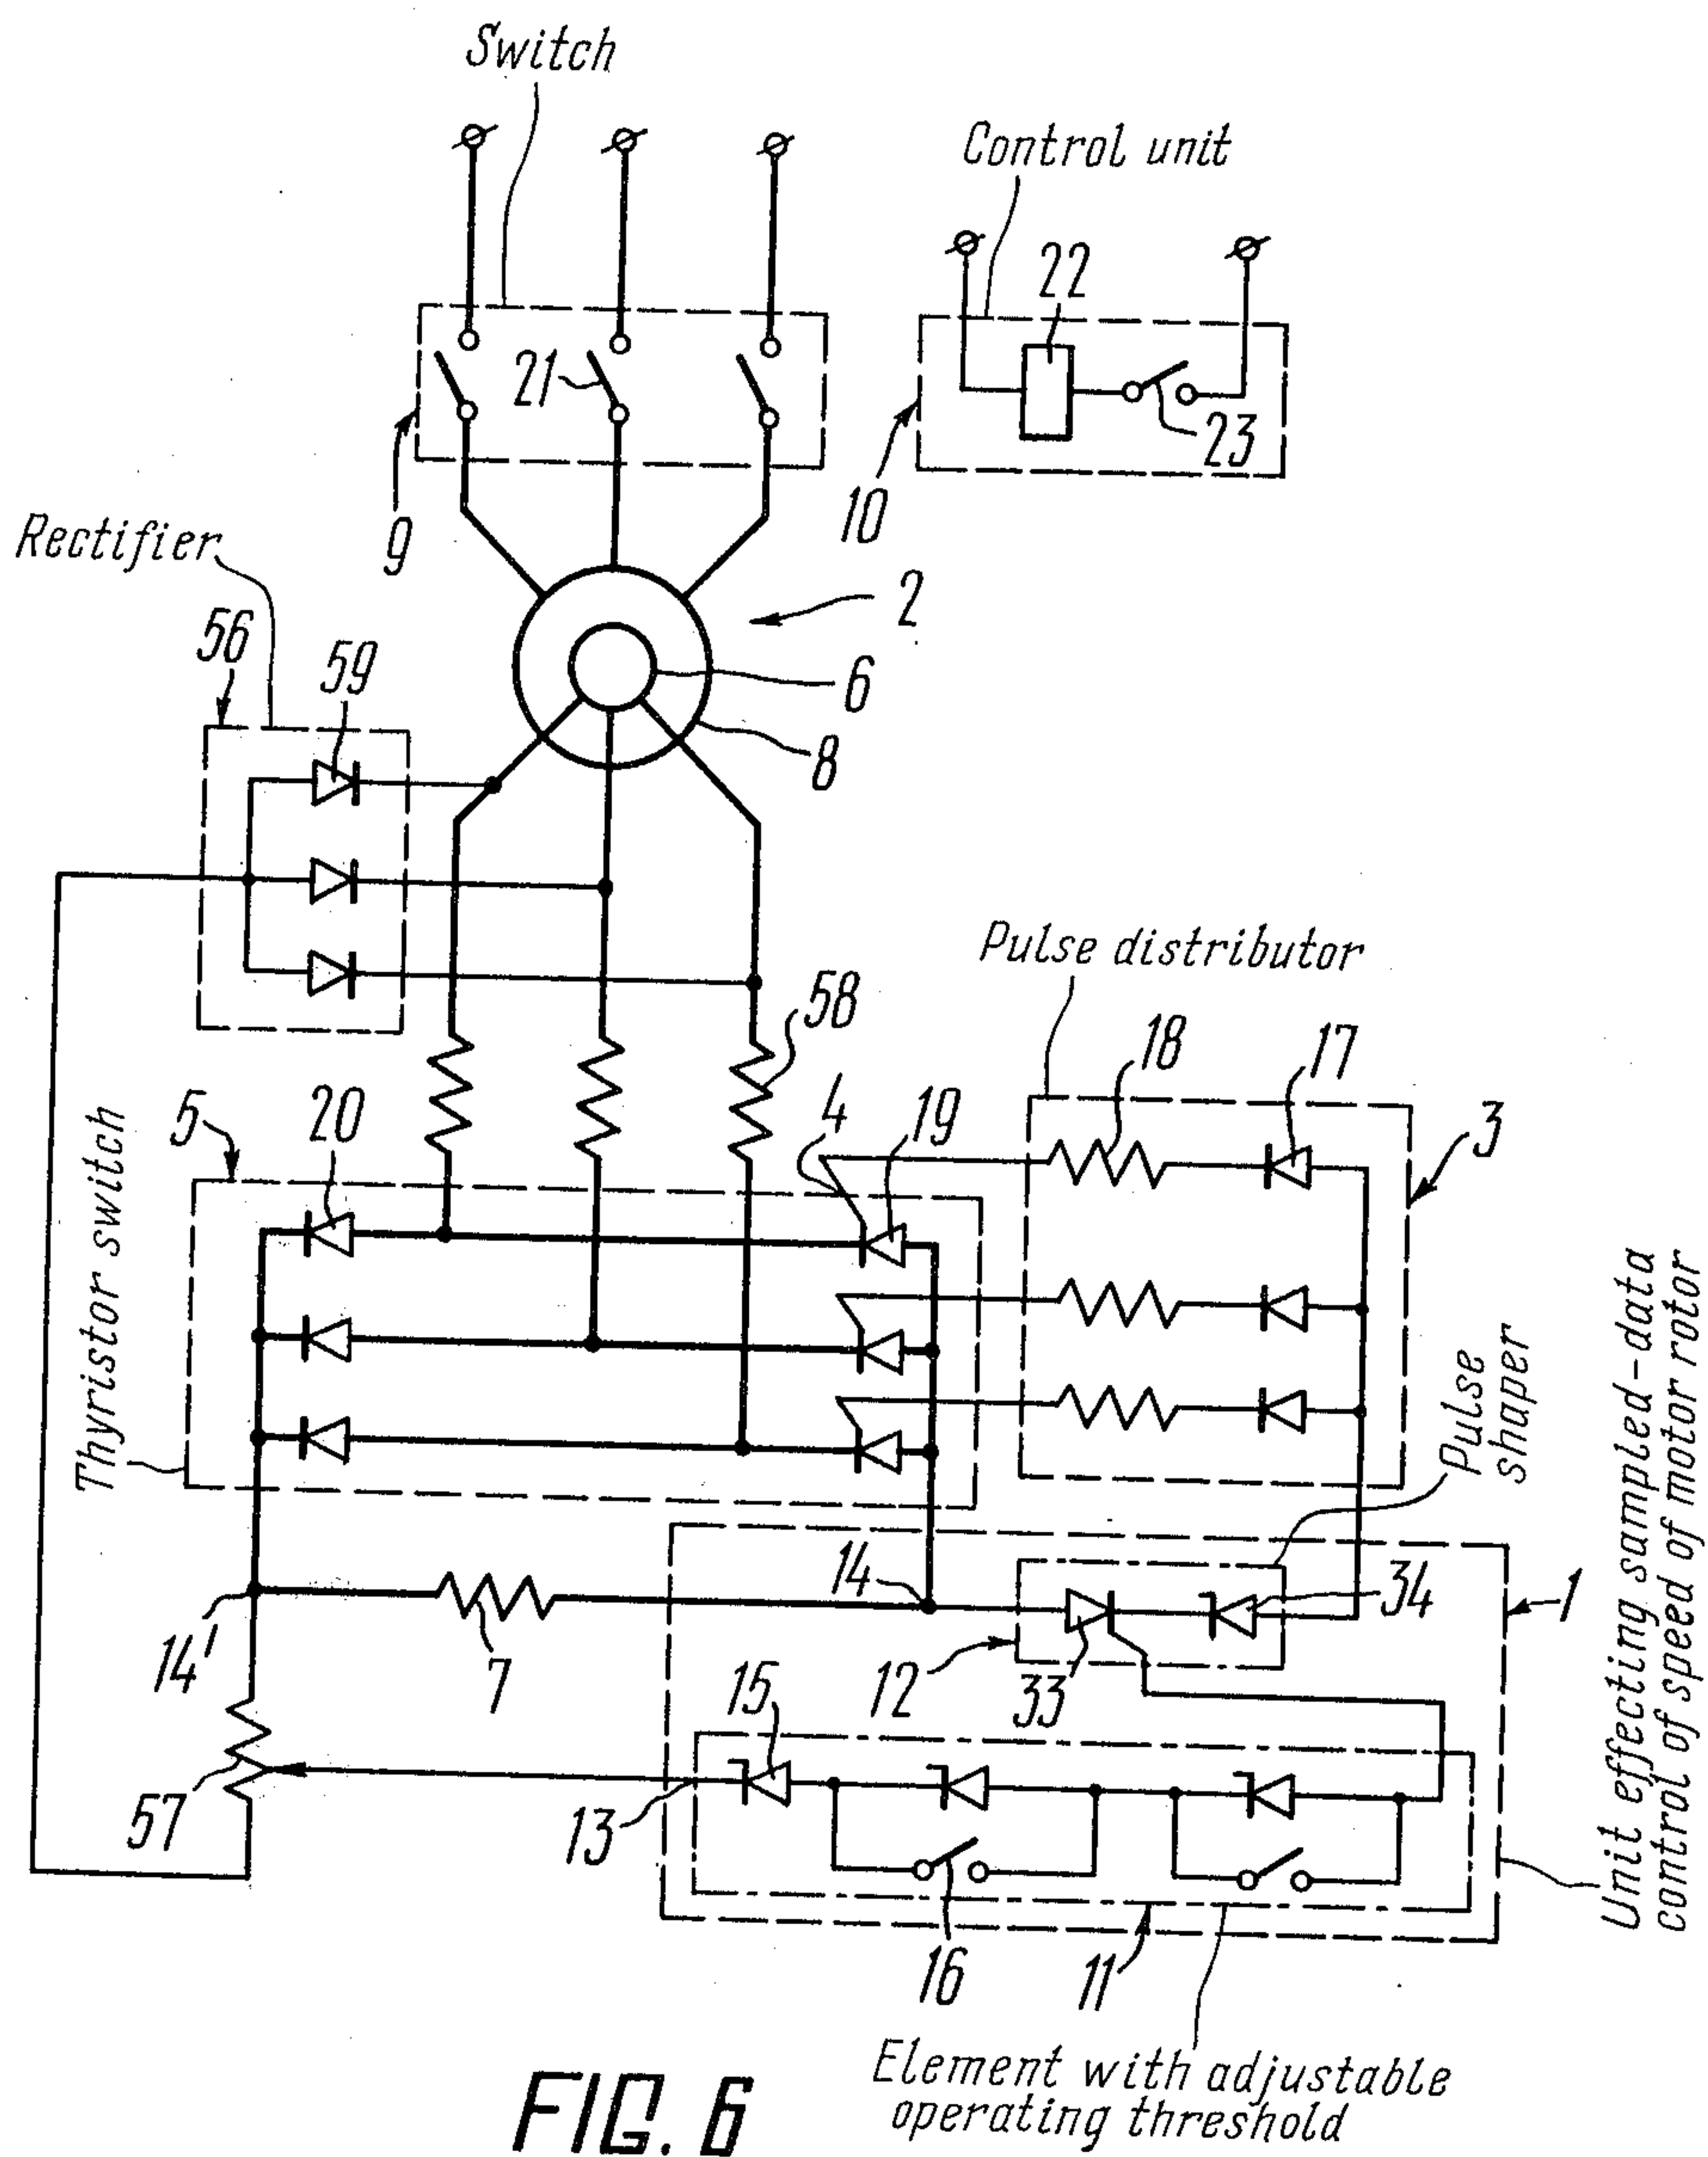 Switch
Control unit
22
21
23
9
10
Rectifier
2
56
59
6
8
Pulse distributor
58
18
17
5
20
4
19
3
Thyristor switch
Pulse
shaper
Unit effecting sampled-data
control of speed of motor rotor
14
34
1
14'
7
12
33
15
57
13
16
11
Element with adjustable
operating threshold
FIG. 6